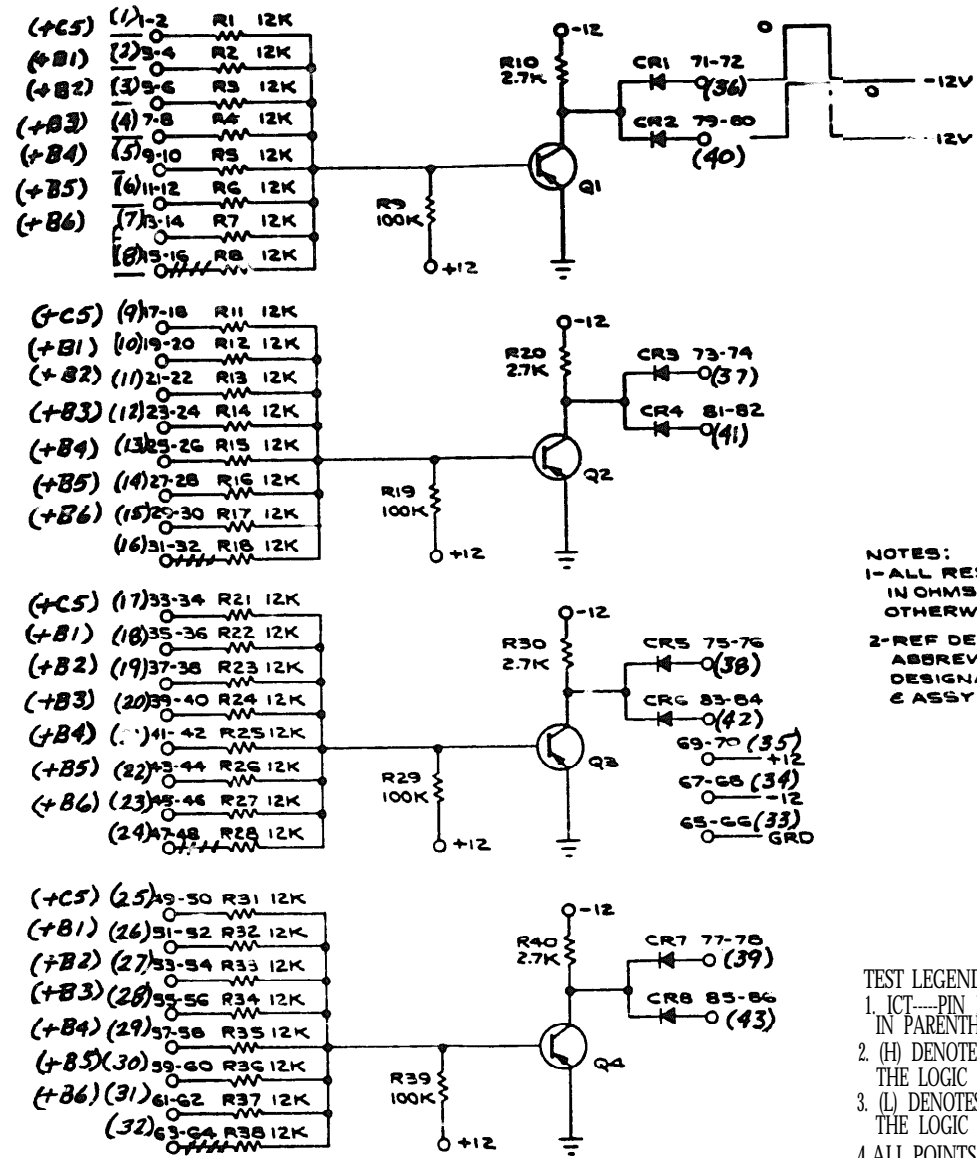 (+C5) (1)1-2 R1 12K
(+B1) (2)3-4 R2 12K
(+B2) (3)5-6 R3 12K
(+B3) (4)7-8 R4 12K
(+B4) (5)9-10 R5 12K
(+B5) (6)11-12 R6 12K
(+B6) (7)13-14 R7 12K
(8)15-16 R8 12K
R9
100K
+12
-12
R10
2.7K
Q1
CR1 71-72
(36)
CR2 79-80
(40)
0
-12V
0
-12V
(+C5) (9)17-18 R11 12K
(+B1) (10)19-20 R12 12K
(+B2) (11)21-22 R13 12K
(+B3) (12)23-24 R14 12K
(+B4) (13)25-26 R15 12K
(+B5) (14)27-28 R16 12K
(+B6) (15)29-30 R17 12K
(16)31-32 R18 12K
R19
100K
+12
-12
R20
2.7K
Q2
CR3 73-74
(37)
CR4 81-82
(41)
NOTES:
1-ALL RES
IN OHMS
OTHERW
2-REF DE
ABBREV
DESIGNA
& ASSY
(+C5) (17)33-34 R21 12K
(+B1) (18)35-36 R22 12K
(+B2) (19)37-38 R23 12K
(+B3) (20)39-40 R24 12K
(+B4) 41-42 R25 12K
(+B5) (22)43-44 R26 12K
(+B6) (23)45-46 R27 12K
(24)47-48 R28 12K
R29
100K
+12
-12
R30
2.7K
Q3
CR5 75-76
(38)
CR6 83-84
(42)
69-70 (35)
+12
67-68 (34)
-12
65-66 (33)
GRD
(+C5) (25)49-50 R31 12K
(+B1) (26)51-52 R32 12K
(+B2) (27)53-54 R33 12K
(+B3) (28)55-56 R34 12K
(+B4) (29)57-58 R35 12K
(+B5) (30)59-60 R36 12K
(+B6) (31)61-62 R37 12K
(32)63-64 R38 12K
R39
100K
+12
-12
R40
2.7K
Q4
CR7 77-78
(39)
CR8 85-86
(43)
TEST LEGEN
1. ICT----PIN
IN PARENTH
2. (H) DENOTE
THE LOGIC
3. (L) DENOTES
THE LOGIC
4 ALL POINTS